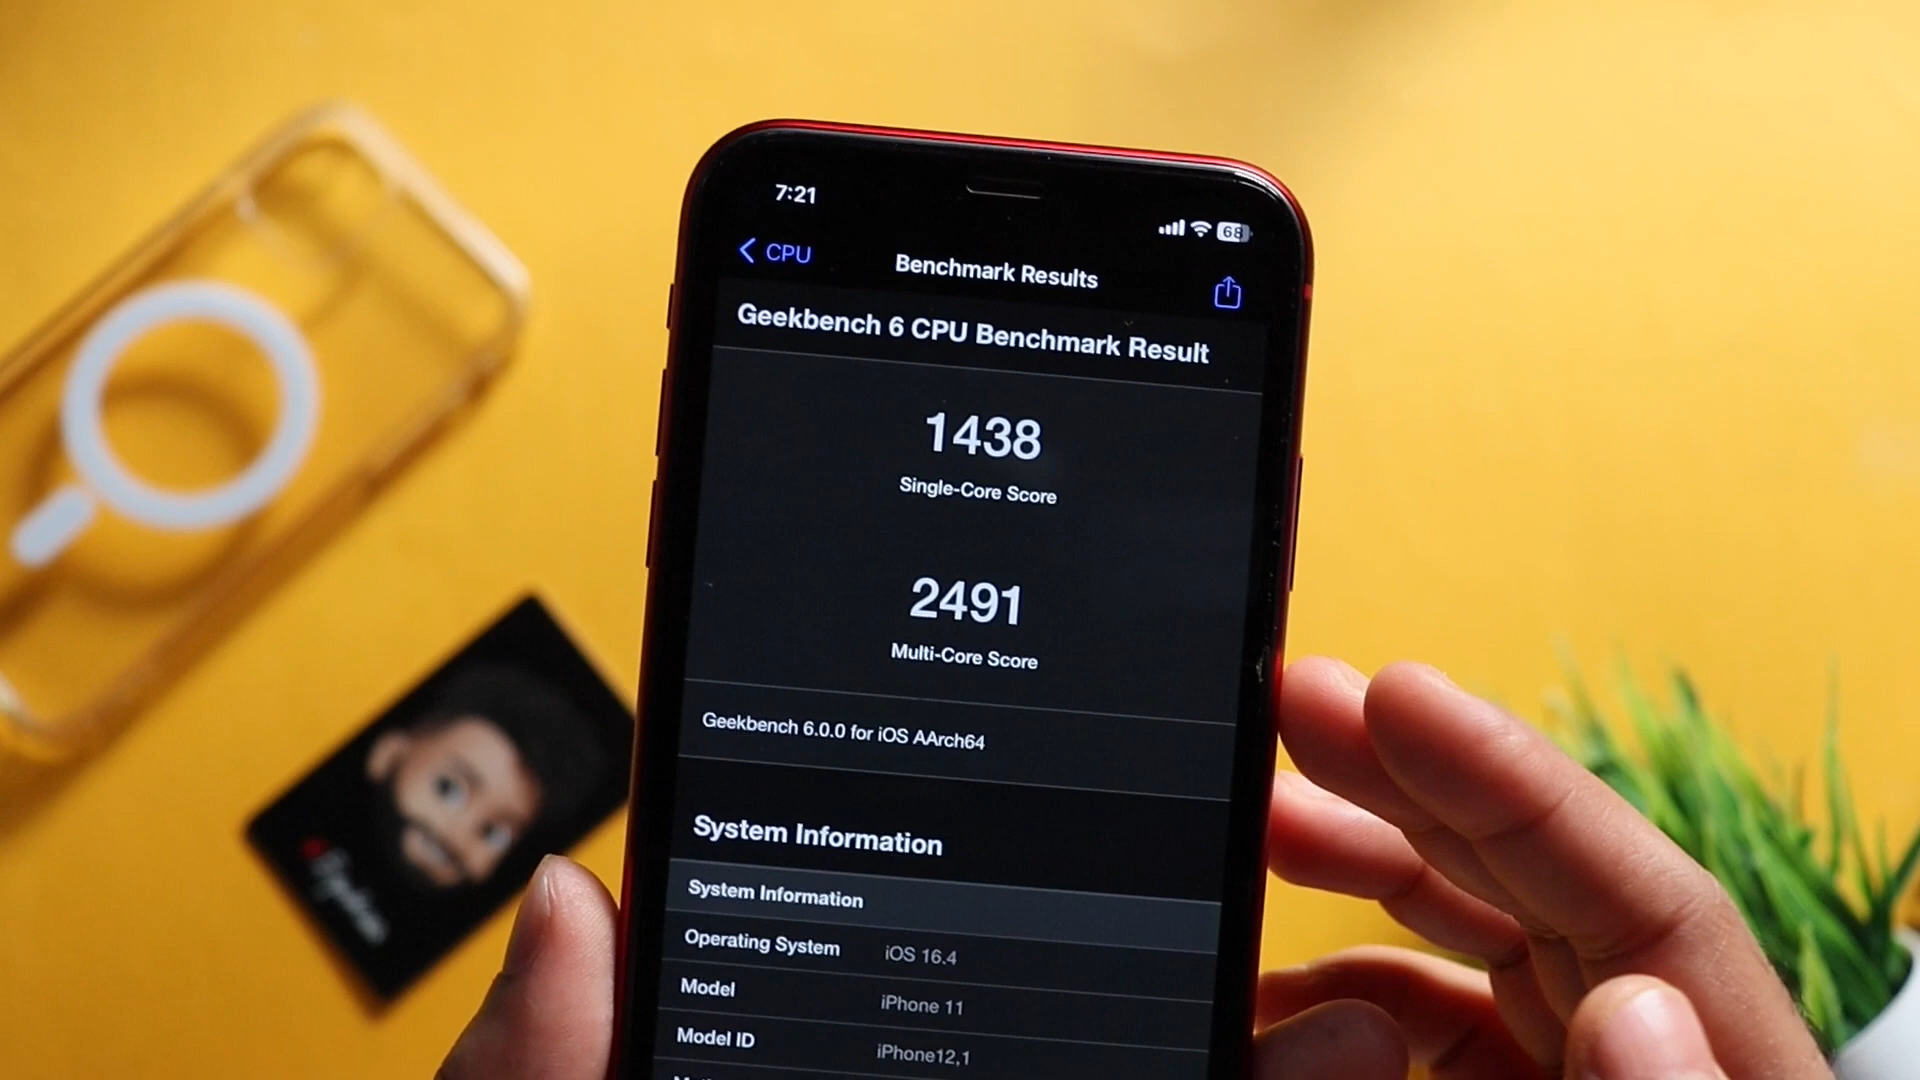 7:21
68
CPU
Benchmark Results
Geekbench 6 CPU Benchmark Result
1438
Single-Core Score
2491
Multi-Core Score
Geekbench 6.0.0 for iOS AArch64
System Information
System Information
Operating System iOS 16.4
Model iPhone 11
Model ID iPhone12,1